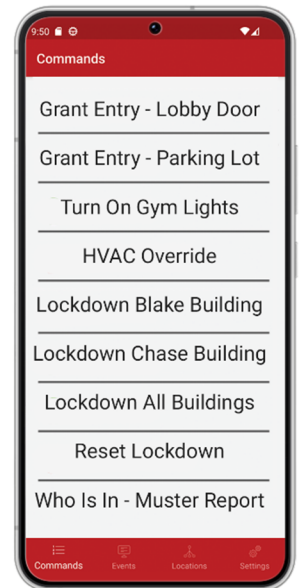 9:50
Commands
Grant Entry - Lobby Door
Grant Entry - Parking Lot
Turn On Gym Lights
HVAC Override
Lockdown Blake Building
Lockdown Chase Building
Lockdown All Buildings
Reset Lockdown
Who Is In - Muster Report
Commands Events Locations Settings